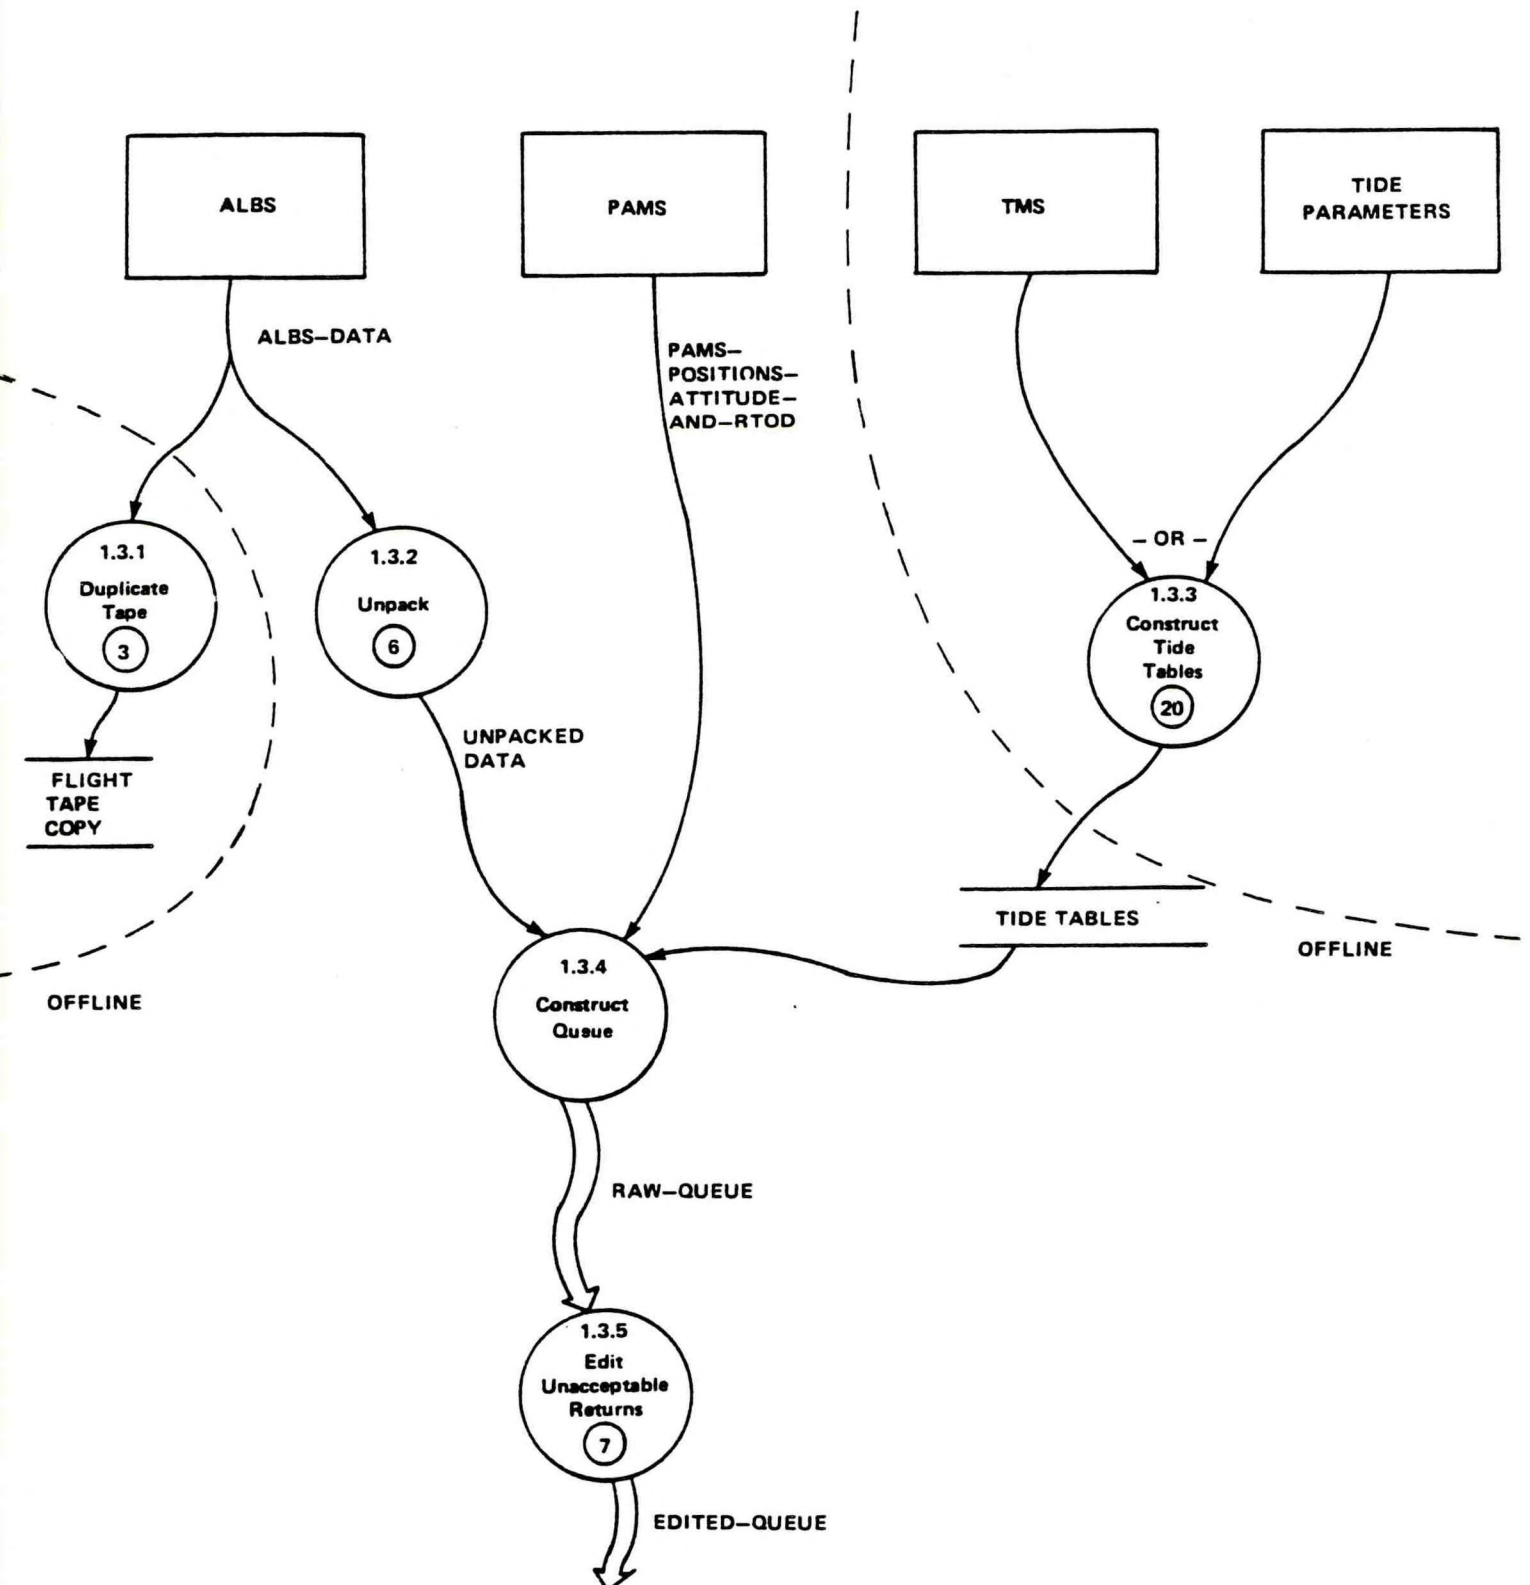 ALBS
PAMS
TMS
TIDE
PARAMETERS
ALBS–DATA
PAMS–
POSITIONS–
ATTITUDE–
AND–RTOD
– OR –
1.3.1
Duplicate
Tape
3
1.3.2
Unpack
6
1.3.3
Construct
Tide
Tables
20
UNPACKED
DATA
FLIGHT
TAPE
COPY
TIDE TABLES
OFFLINE
OFFLINE
1.3.4
Construct
Queue
RAW–QUEUE
1.3.5
Edit
Unacceptable
Returns
7
EDITED–QUEUE